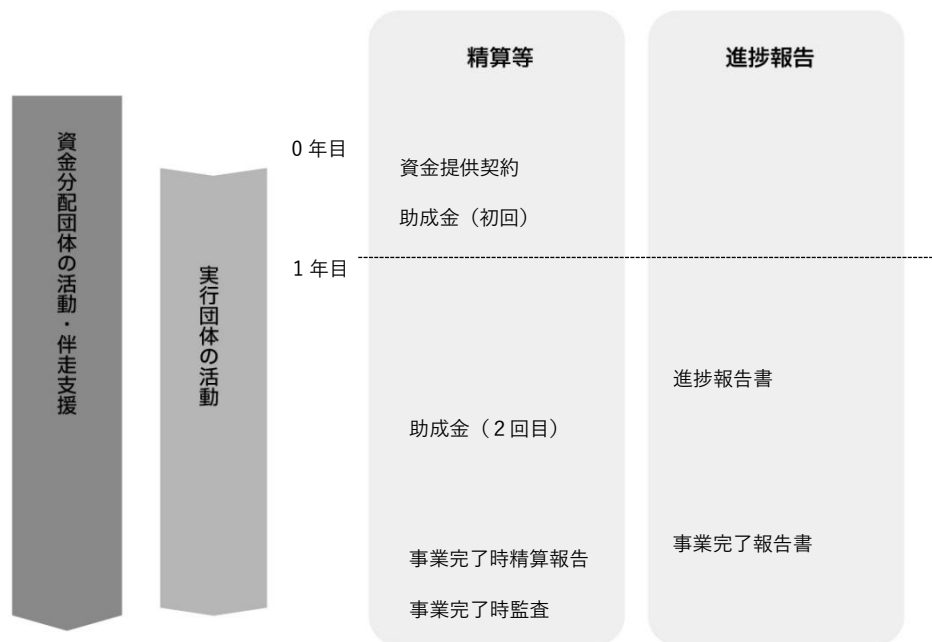 精算等
進捗報告
資金分配団体の活動・伴走支援
実行団体の活動
0 年目
資金提供契約
助成金（初回）
1 年目
進捗報告書
助成金（２回目）
事業完了報告書
事業完了時精算報告
事業完了時監査